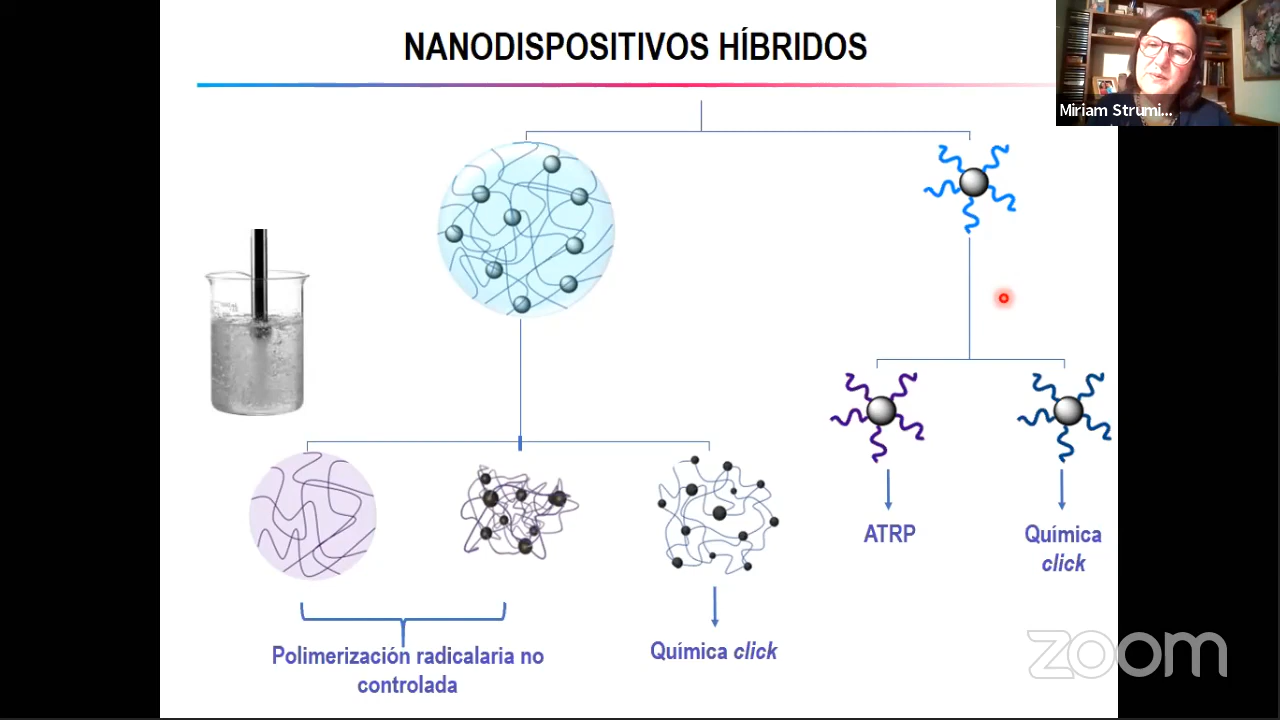 NANODISPOSITIVOS HÍBRIDOS
Miriam Strumi...
ATRP
Química
click
Polimerización radicalaria no
controlada
Química click
zoom